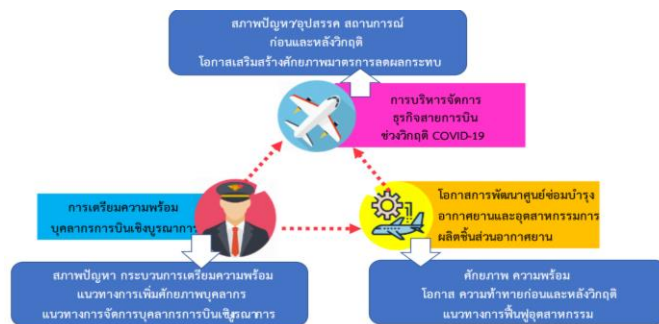 สภาพปัญหา/อุปสรรค สถานการณ์
ก่อนและหลังวิกฤติ
โอกาสเสริมสร้างศักยภาพมาตรการลดผลกระทบ
การบริหารจัดการ
ธุรกิจสายการบิน
ช่วงวิกฤติ COVID-19
การเตรียมความพร้อม
บุคลากรการบินเชิงบูรณาการ
โอกาสการพัฒนาศูนย์ซ่อมบำรุง
อากาศยานและอุตสาหกรรมการ
ผลิตชิ้นส่วนอากาศยาน
สภาพปัญหา กระบวนการเตรียมความพร้อม
แนวทางการเพิ่มศักยภาพบุคลากร
แนวทางการจัดการบุคลากรการบินเชิงบูรณาการ
ศักยภาพ ความพร้อม
โอกาส ความท้าทายก่อนและหลังวิกฤติ
แนวทางการฟื้นฟูอุตสาหกรรม